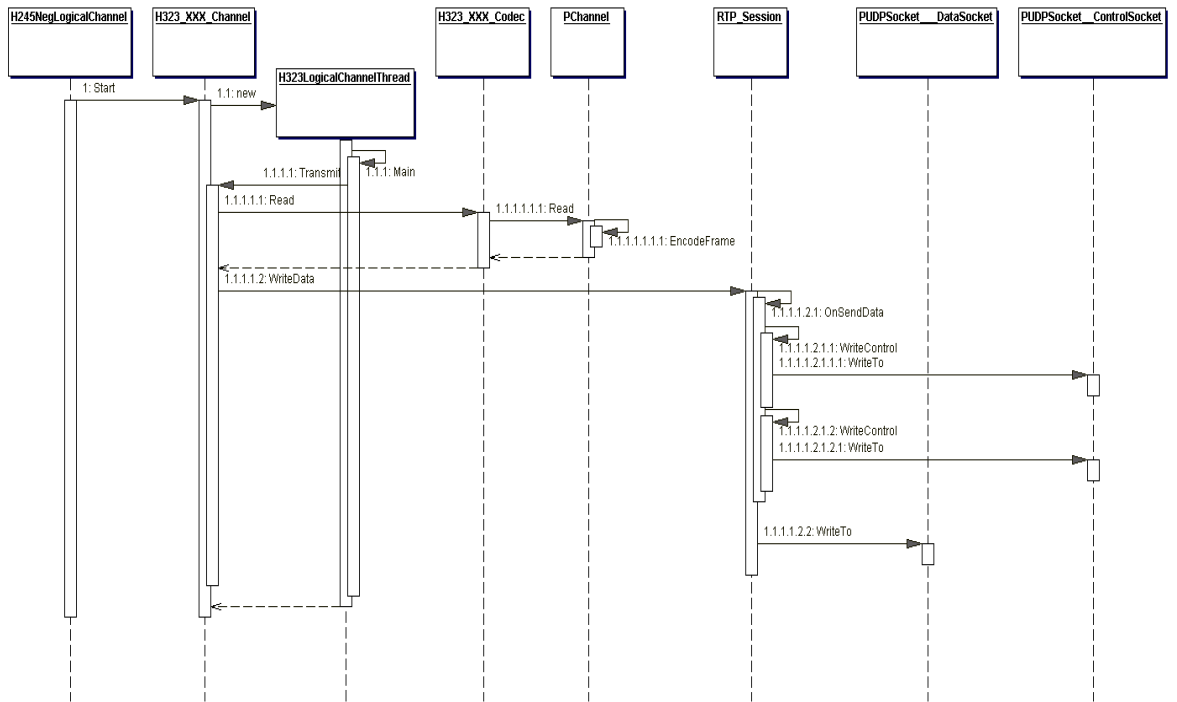 H245NegLogicalChannel
H323_XXX_Channel
H323_XXX_Codec
PChannel
RTP_Session
PUDPSocket___DataSocket
PUDPSocket__ControlSocket
H323LogicalChannelThread
1: Start
1.1: new
1.1.1.1: Transmit
1.1.1: Main
1.1.1.1.1: Read
1.1.1.1.1.1: Read
1.1.1.1.1.1.1: EncodeFrame
1.1.1.1.2: WriteData
1.1.1.1.2.1: OnSendData
1.1.1.1.2.1.1: WriteControl
1.1.1.1.2.1.1.1: WriteTo
1.1.1.1.2.1.2: WriteControl
1.1.1.1.2.1.2.1: WriteTo
1.1.1.1.2.2: WriteTo